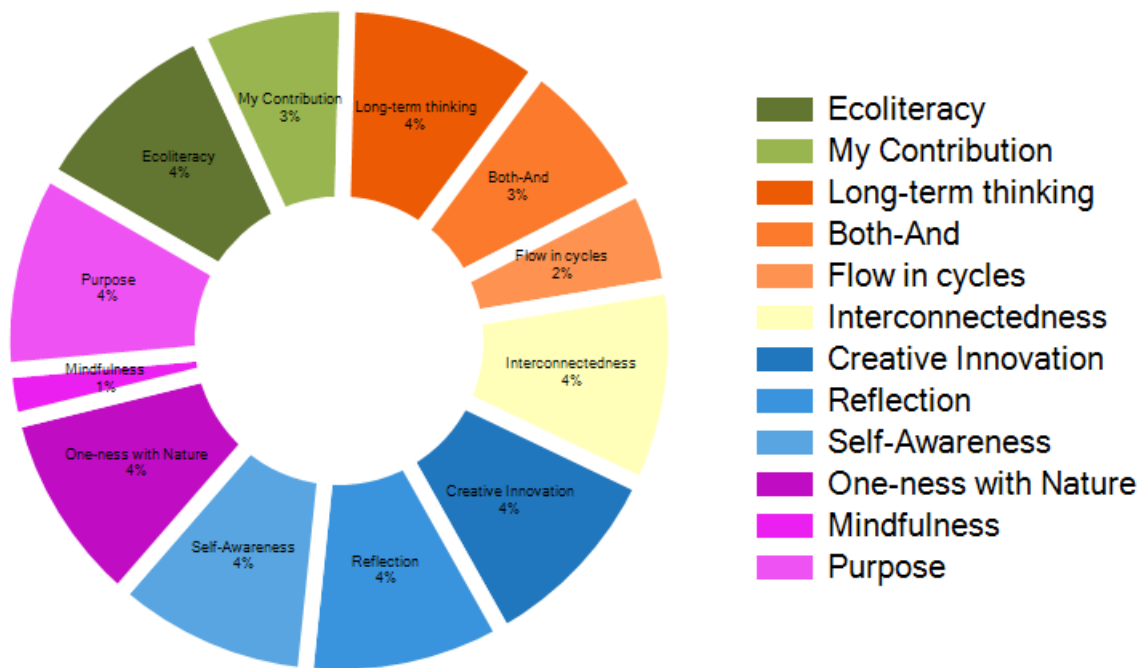 My Contribution
3%
Long-term thinking
4%
Both-And
3%
Flow in cycles
2%
Interconnectedness
4%
Creative Innovation
4%
Reflection
4%
Self-Awareness
4%
One-ness with Nature
4%
Mindfulness
1%
Purpose
4%
Ecoliteracy
4%
Ecoliteracy
My Contribution
Long-term thinking
Both-And
Flow in cycles
Interconnectedness
Creative Innovation
Reflection
Self-Awareness
One-ness with Nature
Mindfulness
Purpose